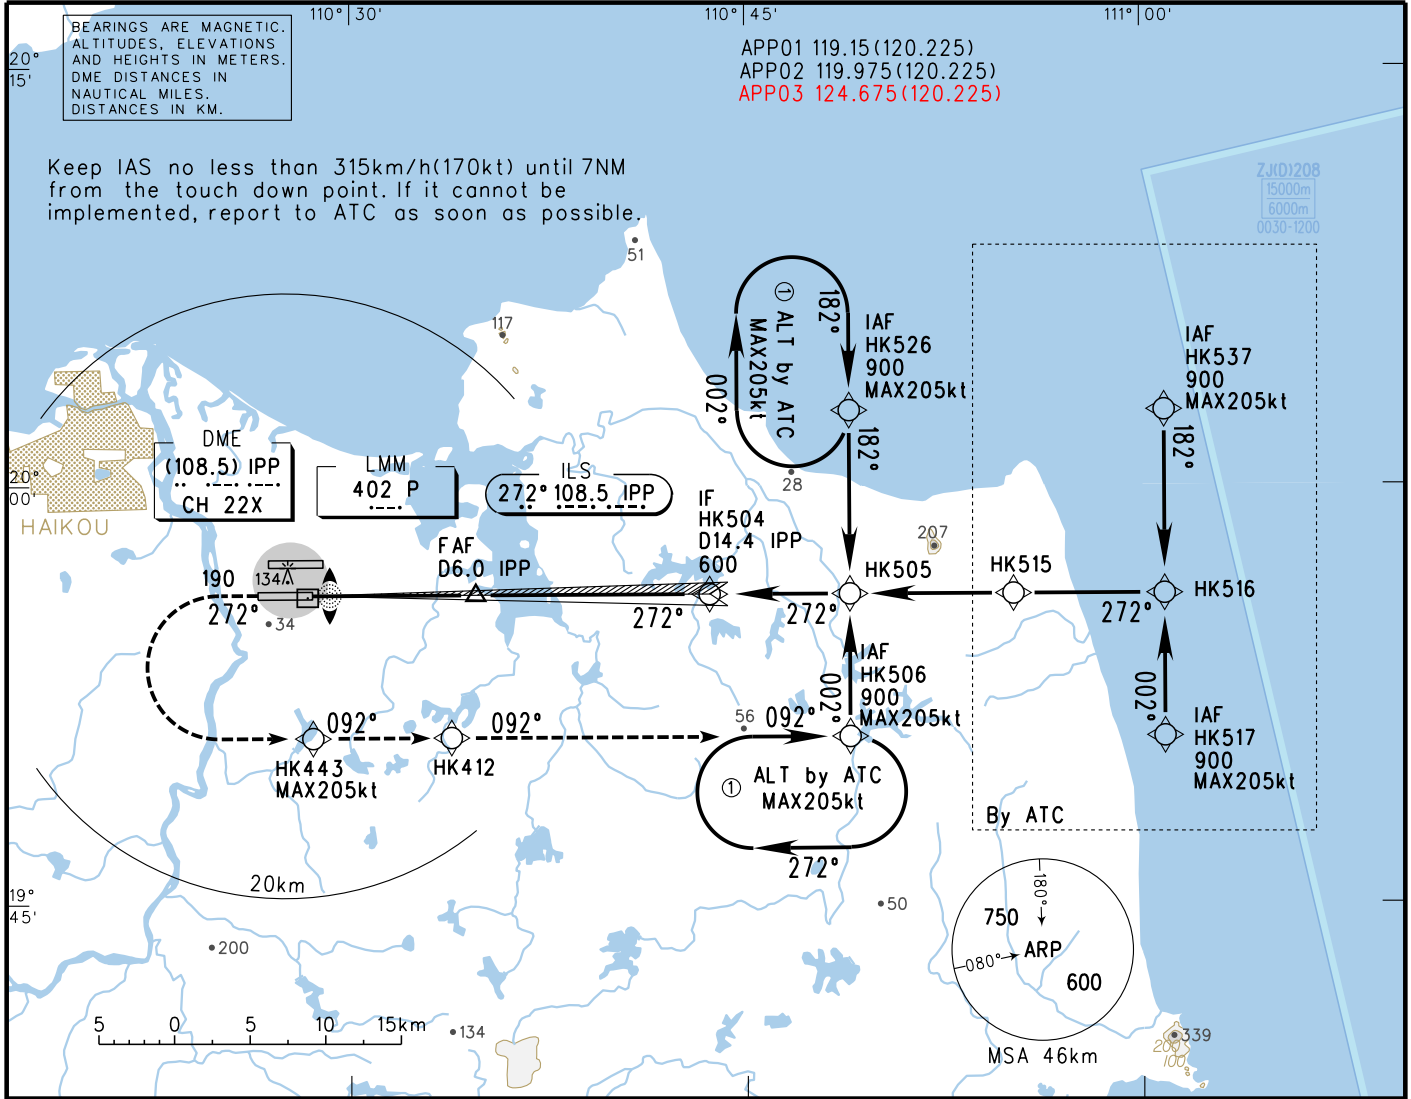 110° 30'
110° 45'
111° 00'
BEARINGS ARE MAGNETIC.
ALTITUDES, ELEVATIONS
AND HEIGHTS IN METERS.
DME DISTANCES IN
NAUTICAL MILES.
DISTANCES IN KM.
20°
15'
APP01 119.15(120.225)
APP02 119.975(120.225)
APP03 124.675(120.225)
Keep IAS no less than 315km/h(170kt) until 7NM
from the touch down point. If it cannot be
implemented, report to ATC as soon as possible.
ZJ(D)208
15000m
6000m
0030-1200
51
117
① ALT by ATC
MAX205kt
182°
002°
IAF
HK526
900
MAX205kt
182°
28
IAF
HK537
900
MAX205kt
182°
DME
(108.5) IPP
CH 22X
LMM
402 P
ILS
272° 108.5 IPP
20°
00'
HAIKOU
IF
HK504
D14.4 IPP
600
207
FAF
D6.0 IPP
190
134
272°
34
272°
272°
HK505
HK515
272°
HK516
IAF
HK506
900
MAX205kt
002°
002°
IAF
HK517
900
MAX205kt
092°
HK443
MAX205kt
092°
HK412
56
092°
① ALT by ATC
MAX205kt
272°
By ATC
20km
19°
45'
50
200
134
180°
750
080°
ARP
600
MSA 46km
339
200
100
5 0 5 10 15km